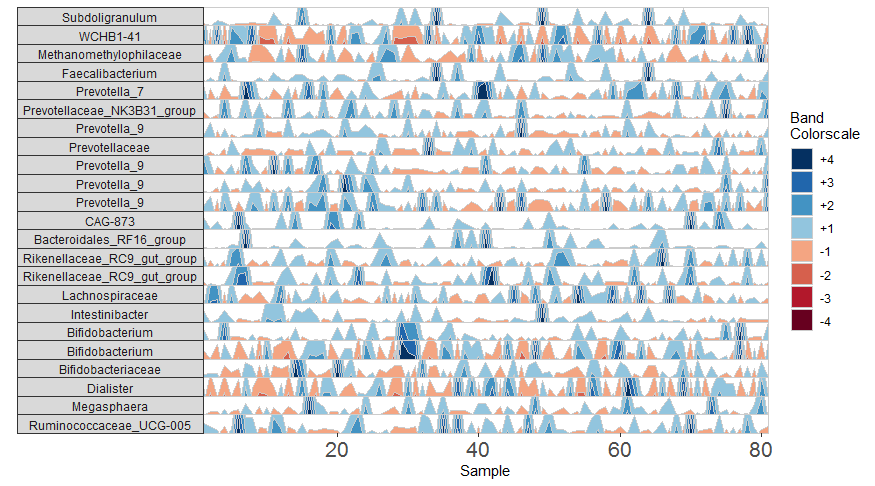 Subdoligranulum
WCHB1-41
Methanomethylophilaceae
Faecalibacterium
Prevotella_7
Prevotellaceae_NK3B31_group
Prevotella_9
Prevotellaceae
Prevotella_9
Prevotella_9
Prevotella_9
CAG-873
Bacteroidales_RF16_group
Rikenellaceae_RC9_gut_group
Rikenellaceae_RC9_gut_group
Lachnospiraceae
Intestinibacter
Bifidobacterium
Bifidobacterium
Bifidobacteriaceae
Dialister
Megasphaera
Ruminococcaceae_UCG-005
20 40 60 80
Sample
Band
Colorscale
+4
+3
+2
+1
-1
-2
-3
-4